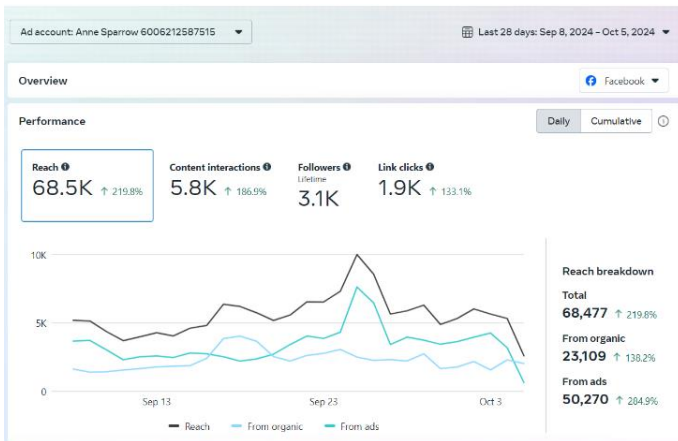 Ad account: Anne Sparrow 6006212587515
Last 28 days: Sep 8, 2024 – Oct 5, 2024
Overview
Facebook
Performance
Daily
Cumulative
Reach
68.5K ↑ 219.8%
Content interactions
5.8K ↑ 186.9%
Followers
Lifetime
3.1K
Link clicks
1.9K ↑ 133.1%
10K
5K
0
Sep 13
Sep 23
Oct 3
Reach
From organic
From ads
Reach breakdown
Total
68,477 ↑ 219.8%
From organic
23,109 ↑ 138.2%
From ads
50,270 ↑ 284.9%